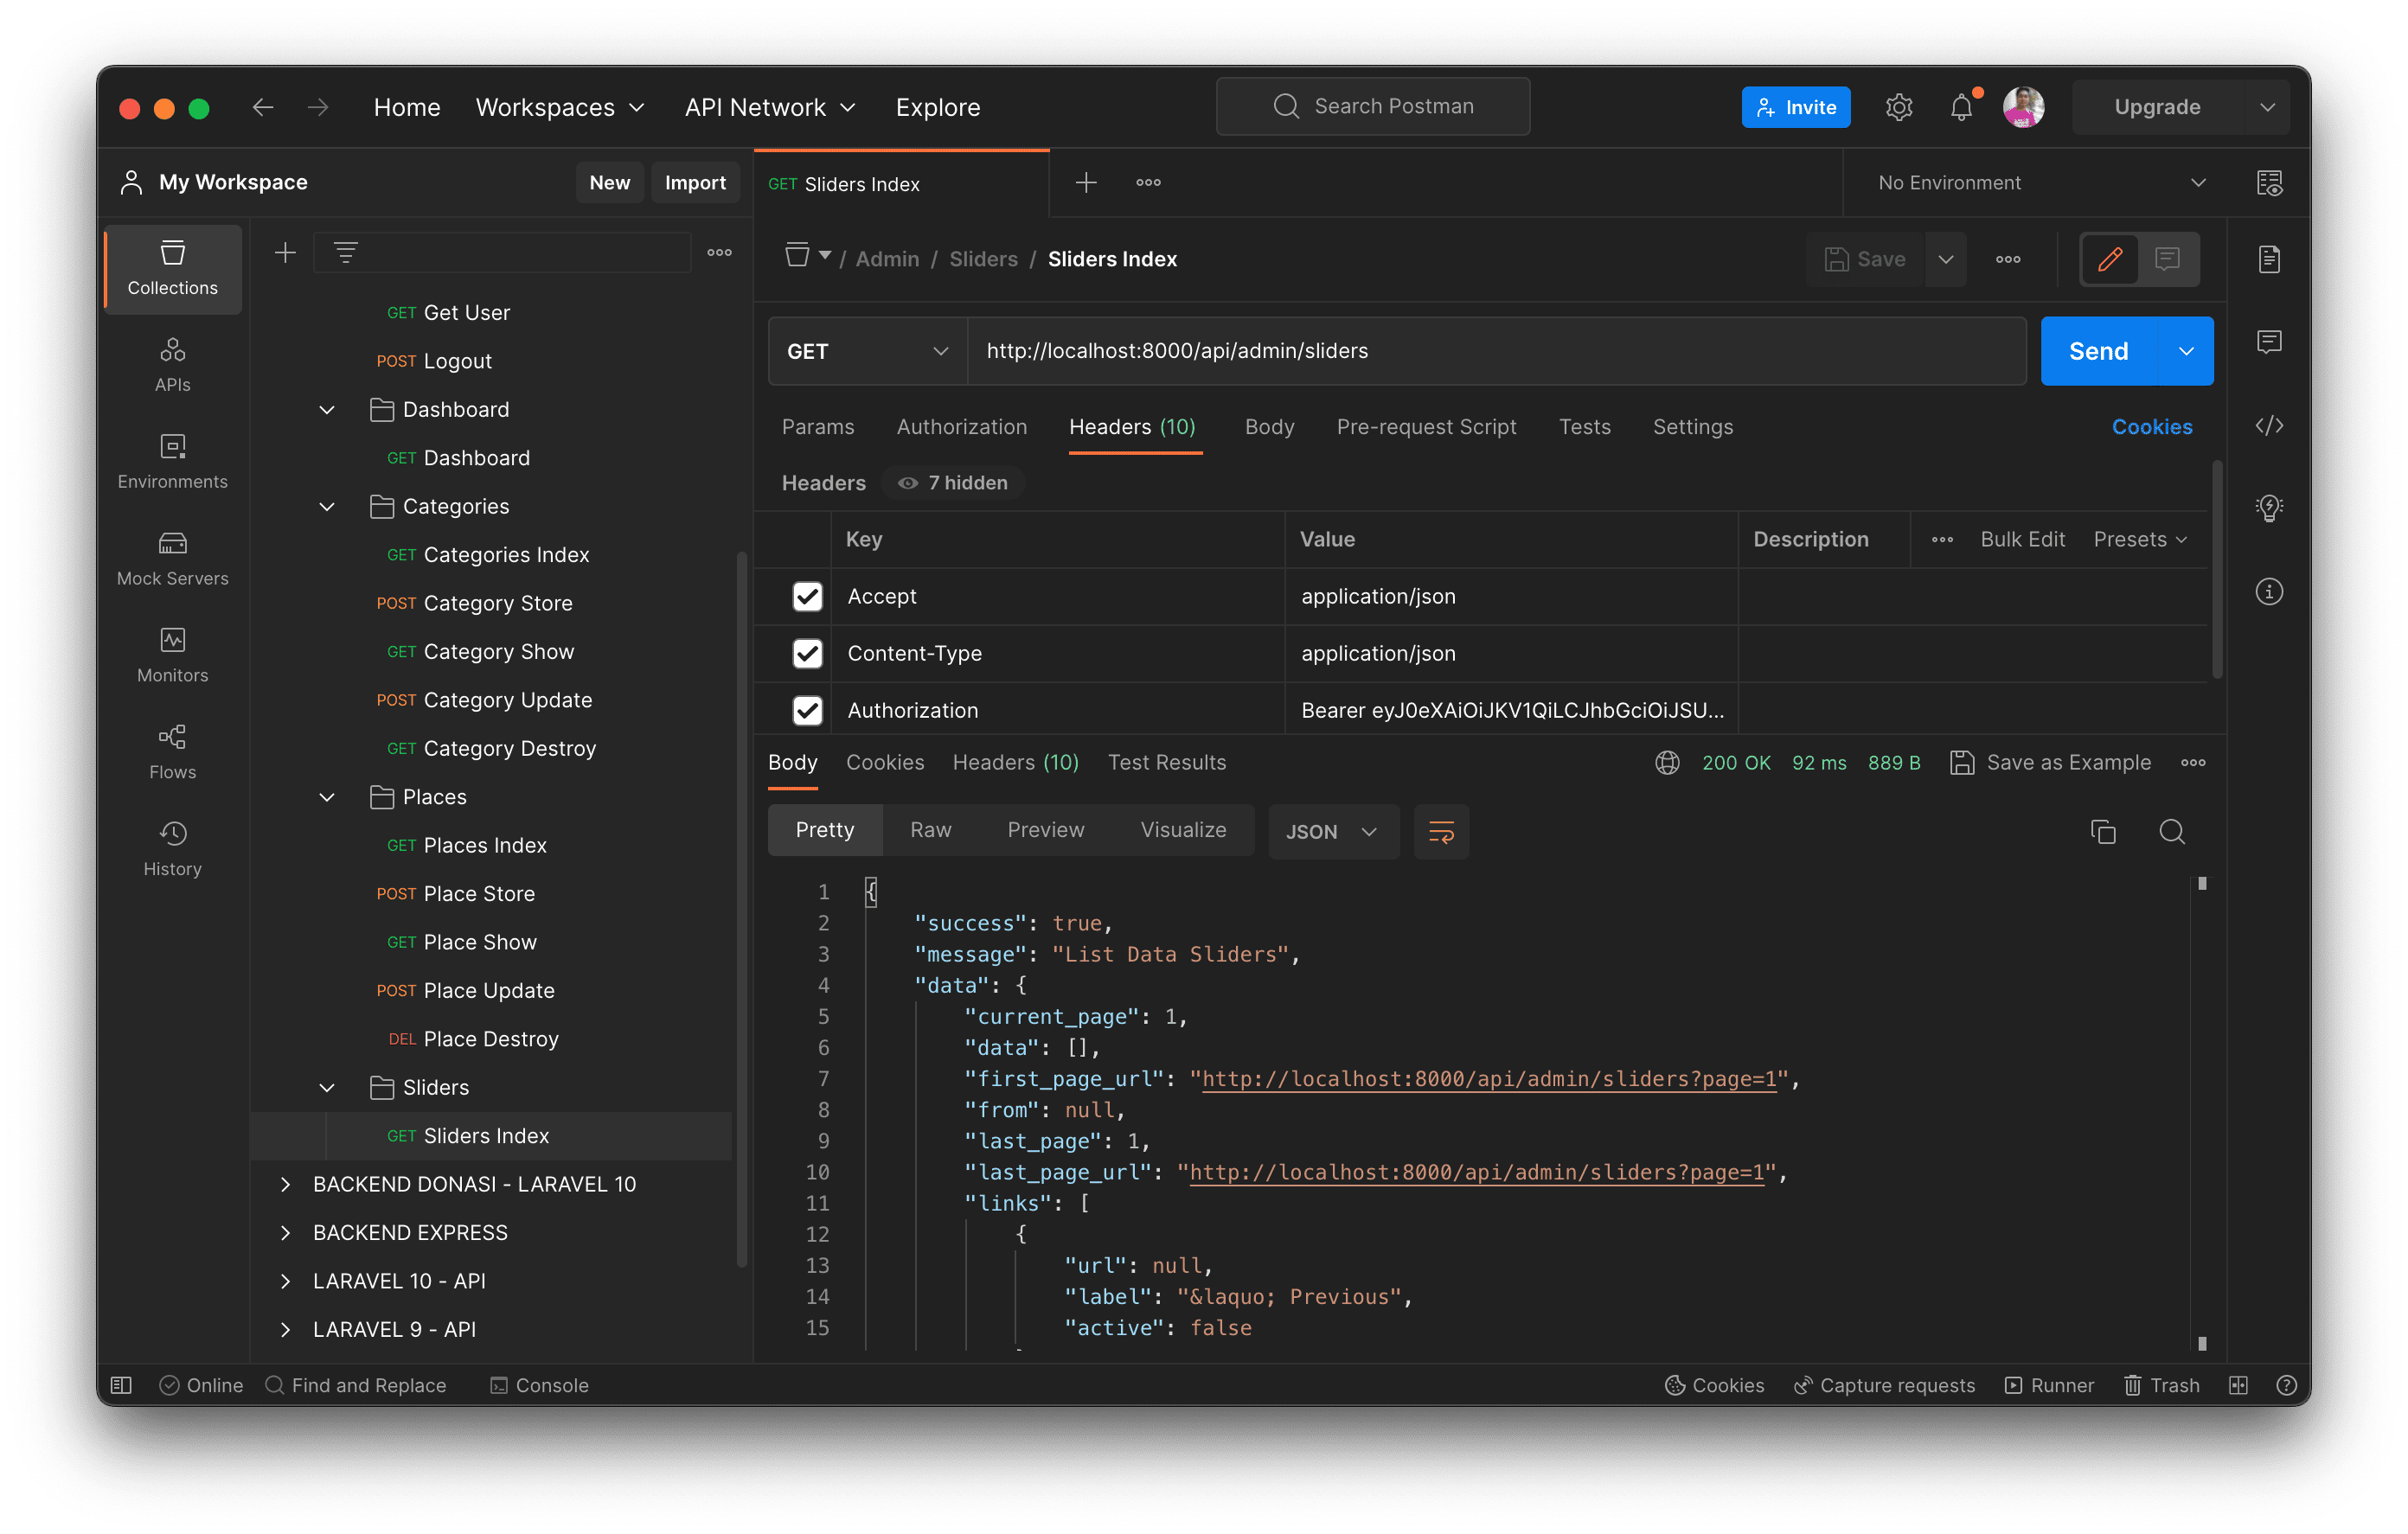 Home Workspaces API Network Explore Search Postman Invite Upgrade
My Workspace New Import
GET Sliders Index
No Environment
Collections
APIs
Environments
Mock Servers
Monitors
Flows
History
GET Get User
POST Logout
Dashboard
GET Dashboard
Categories
GET Categories Index
POST Category Store
GET Category Show
POST Category Update
GET Category Destroy
Places
GET Places Index
POST Place Store
GET Place Show
POST Place Update
DEL Place Destroy
Sliders
GET Sliders Index
BACKEND DONASI - LARAVEL 10
BACKEND EXPRESS
LARAVEL 10 - API
LARAVEL 9 - API
/ Admin / Sliders / Sliders Index
Save
GET http://localhost:8000/api/admin/sliders Send
Params Authorization Headers (10) Body Pre-request Script Tests Settings Cookies
Headers 7 hidden
Key Value Description Bulk Edit Presets
Accept application/json
Content-Type application/json
Authorization Bearer eyJ0eXAiOiJKV1QiLCJhbGciOiJSU...
Body Cookies Headers (10) Test Results 200 OK 92 ms 889 B Save as Example
Pretty Raw Preview Visualize JSON
1 {
2 "success": true,
3 "message": "List Data Sliders",
4 "data": {
5 "current_page": 1,
6 "data": [],
7 "first_page_url": "http://localhost:8000/api/admin/sliders?page=1",
8 "from": null,
9 "last_page": 1,
10 "last_page_url": "http://localhost:8000/api/admin/sliders?page=1",
11 "links": [
12 {
13 "url": null,
14 "label": "&laquo; Previous",
15 "active": false
Online Find and Replace Console Cookies Capture requests Runner Trash